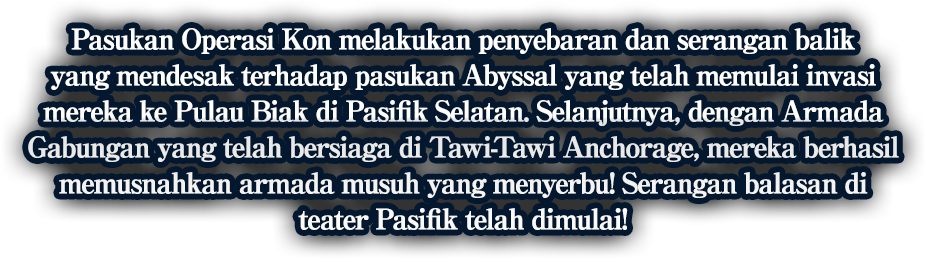 Pasukan Operasi Kon melakukan penyebaran dan serangan balik
yang mendesak terhadap pasukan Abyssal yang telah memulai invasi
mereka ke Pulau Biak di Pasifik Selatan. Selanjutnya, dengan Armada
Gabungan yang telah bersiaga di Tawi-Tawi Anchorage, mereka berhasil
memusnahkan armada musuh yang menyerbu! Serangan balasan di
teater Pasifik telah dimulai!